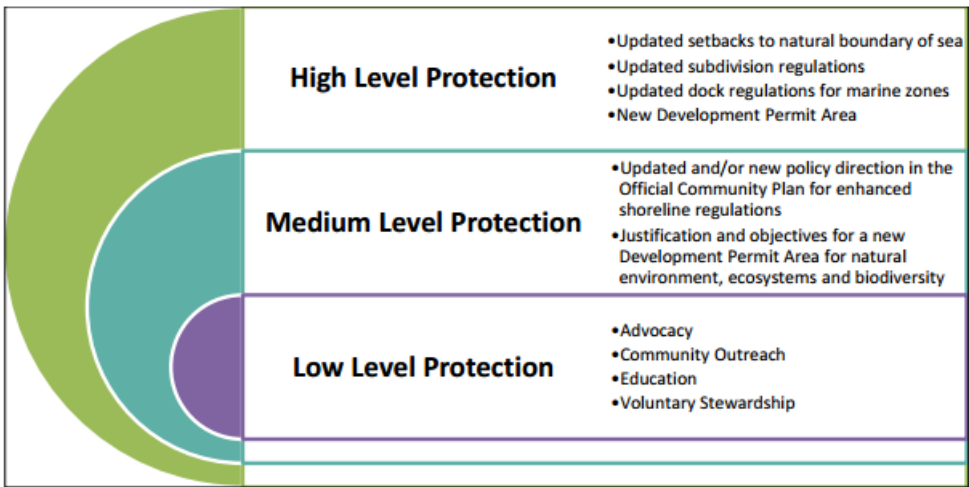 High Level Protection
•Updated setbacks to natural boundary of sea
•Updated subdivision regulations
•Updated dock regulations for marine zones
•New Development Permit Area
Medium Level Protection
•Updated and/or new policy direction in the
Official Community Plan for enhanced
shoreline regulations
•Justification and objectives for a new
Development Permit Area for natural
environment, ecosystems and biodiversity
Low Level Protection
•Advocacy
•Community Outreach
•Education
•Voluntary Stewardship